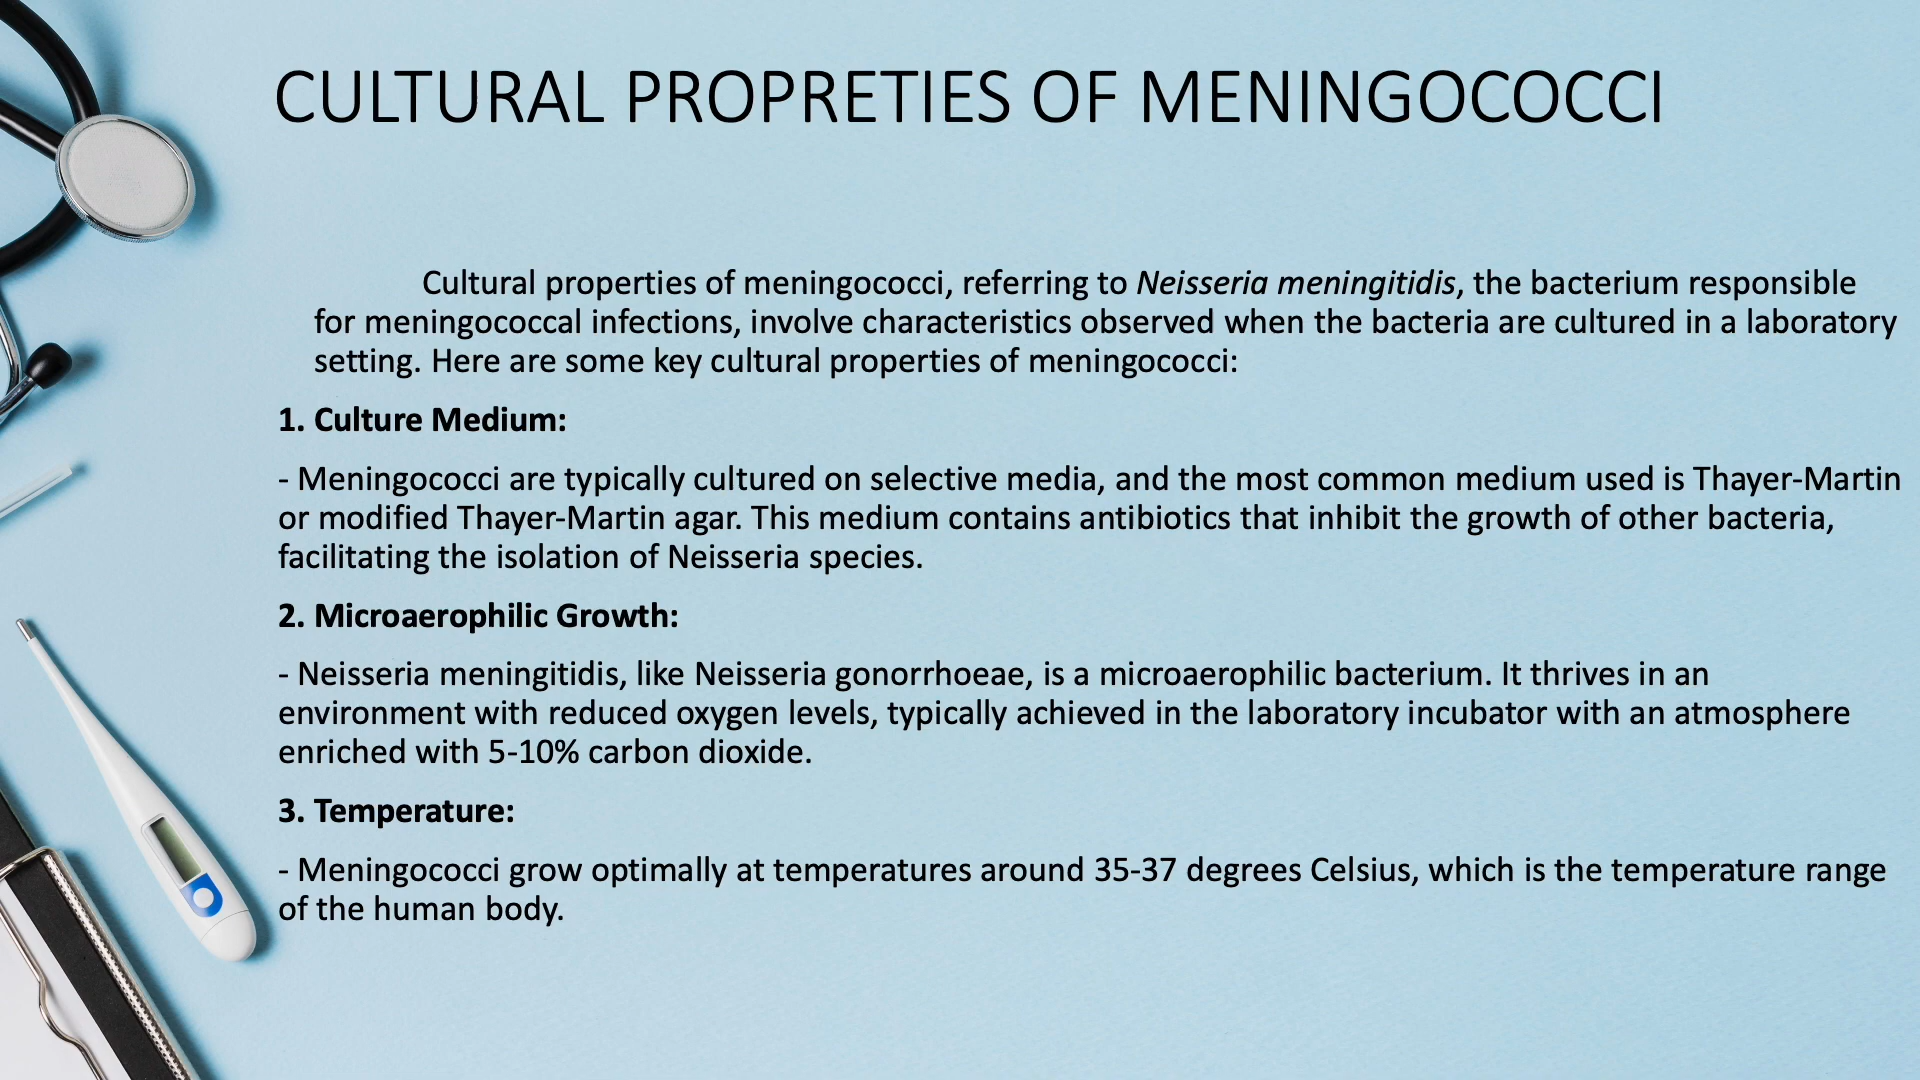 CULTURAL PROPRETIES OF MENINGOCOCCI
Cultural properties of meningococci, referring to Neisseria meningitidis, the bacterium responsible
for meningococcal infections, involve characteristics observed when the bacteria are cultured in a laboratory
setting. Here are some key cultural properties of meningococci:
1. Culture Medium:
- Meningococci are typically cultured on selective media, and the most common medium used is Thayer-Martin
or modified Thayer-Martin agar. This medium contains antibiotics that inhibit the growth of other bacteria,
facilitating the isolation of Neisseria species.
2. Microaerophilic Growth:
- Neisseria meningitidis, like Neisseria gonorrhoeae, is a microaerophilic bacterium. It thrives in an
environment with reduced oxygen levels, typically achieved in the laboratory incubator with an atmosphere
enriched with 5-10% carbon dioxide.
3. Temperature:
- Meningococci grow optimally at temperatures around 35-37 degrees Celsius, which is the temperature range
of the human body.